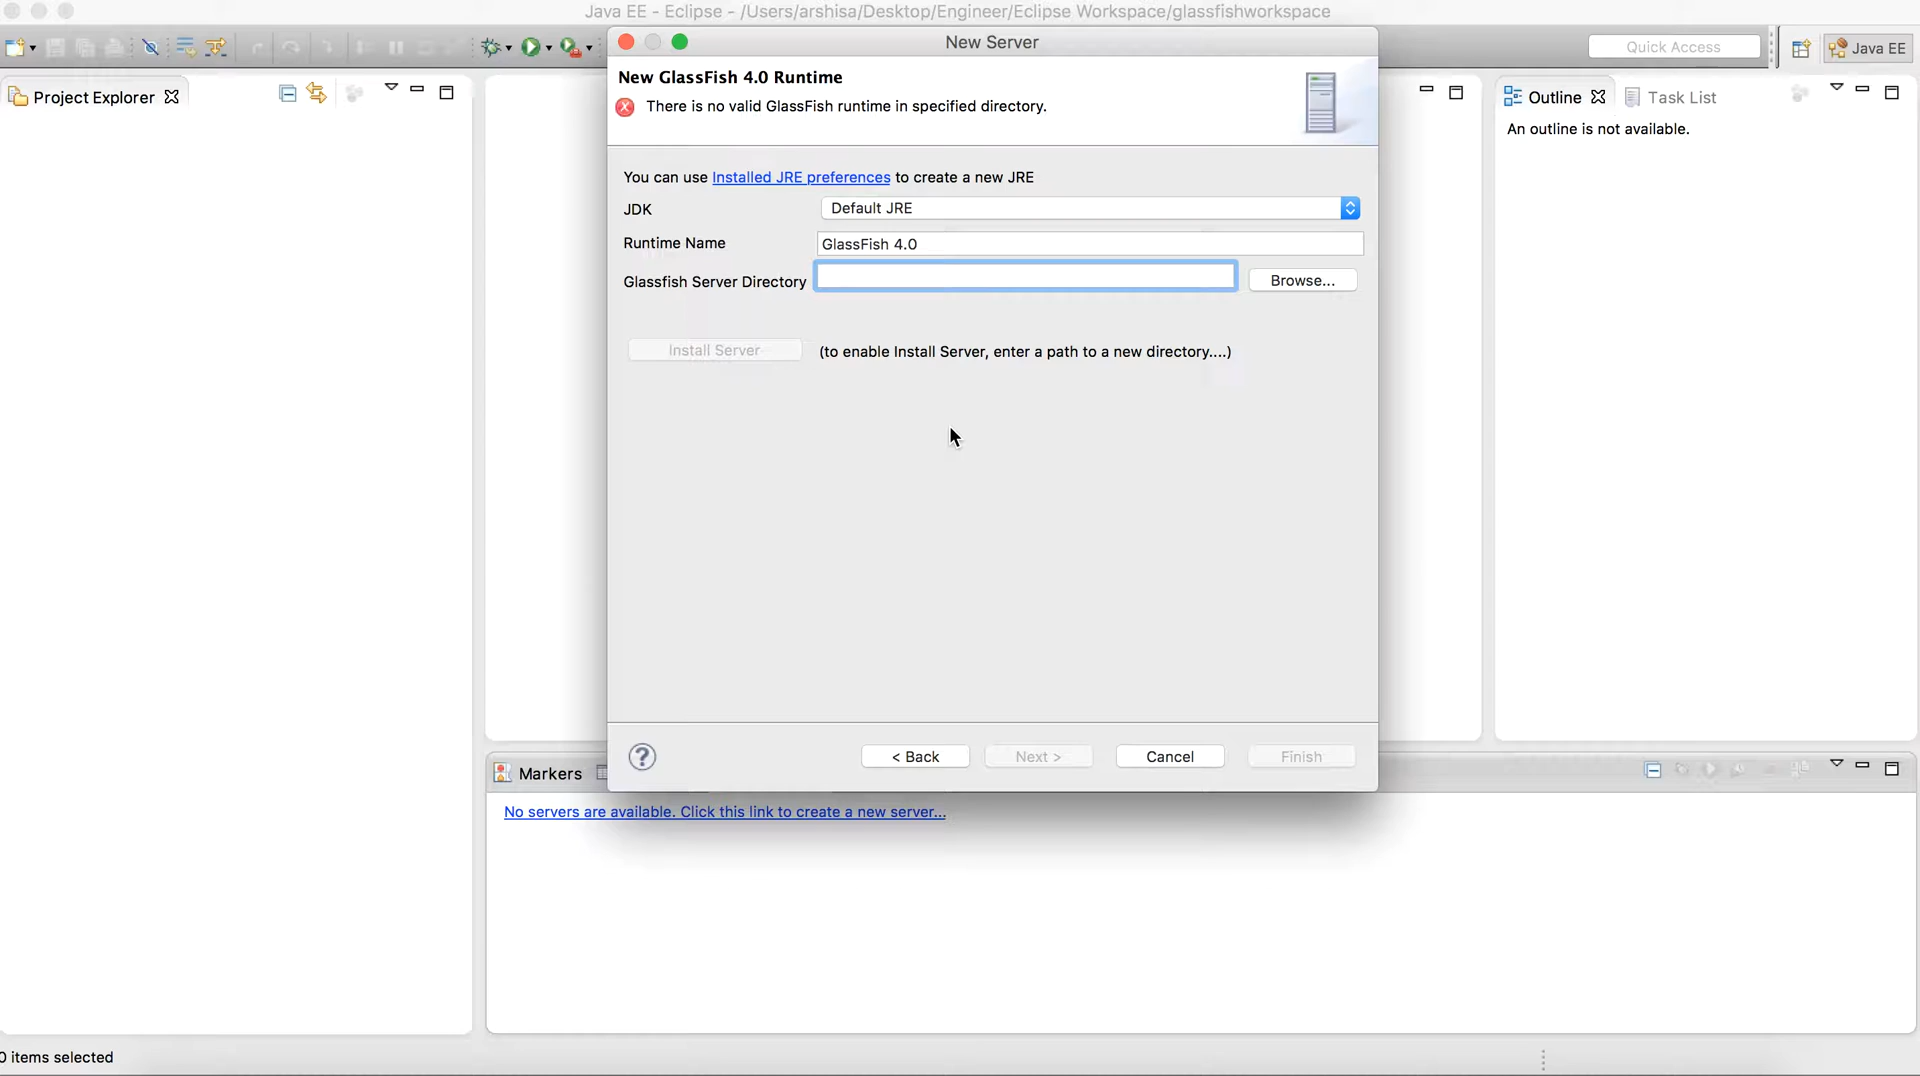 Java EE - Eclipse - /Users/arshisa/Desktop/Engineer/Eclipse Workspace/glassfishworkspace
New Server
Quick Access
Java EE
Project Explorer
New GlassFish 4.0 Runtime
There is no valid GlassFish runtime in specified directory.
Outline
Task List
An outline is not available.
You can use Installed JRE preferences to create a new JRE
JDK
Default JRE
Runtime Name
GlassFish 4.0
Glassfish Server Directory
Browse...
Install Server
(to enable Install Server, enter a path to a new directory....)
?
< Back
Next >
Cancel
Finish
Markers
No servers are available. Click this link to create a new server...
0 items selected